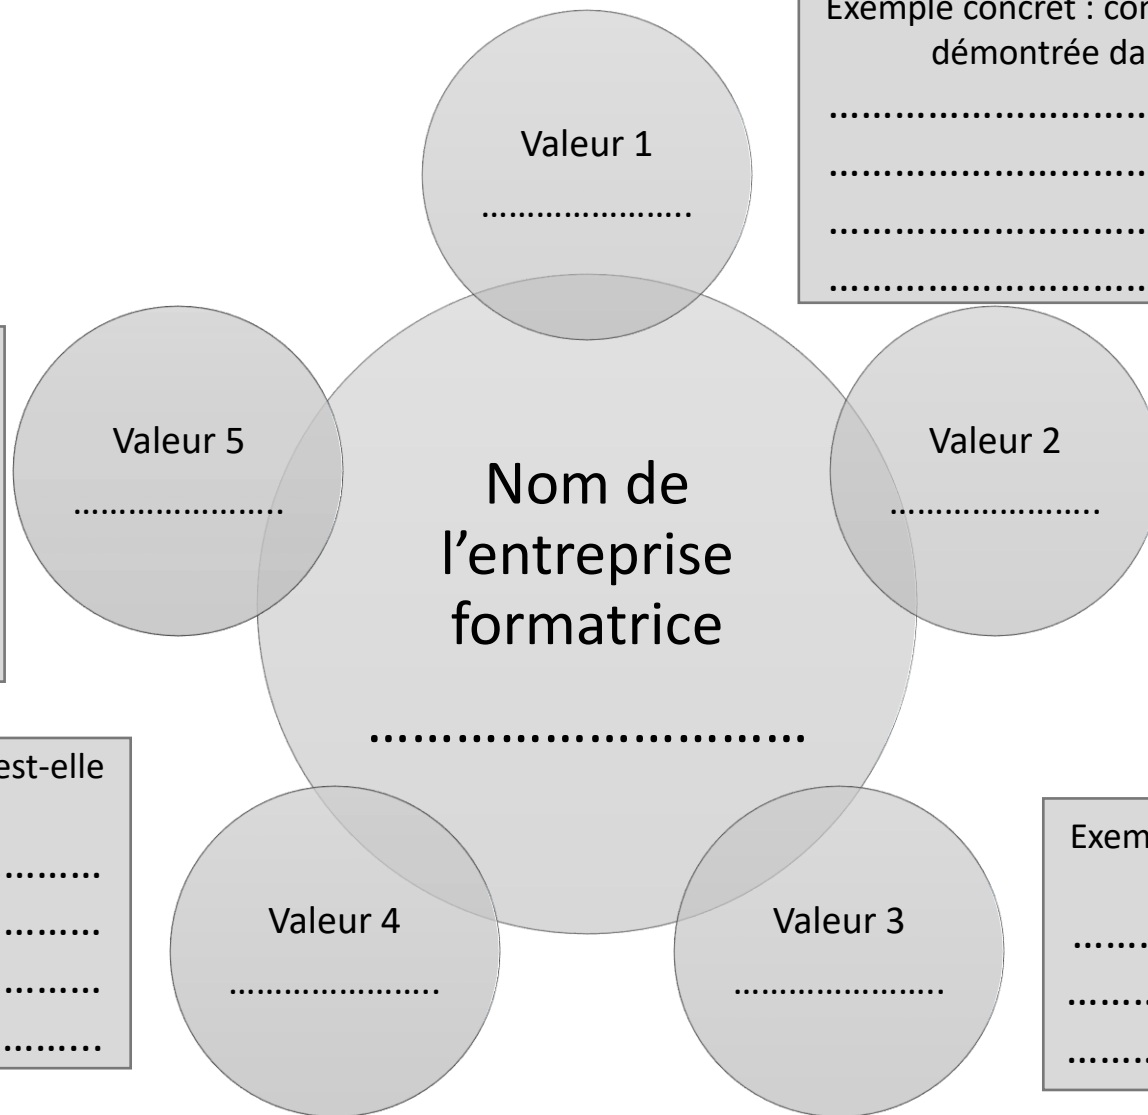 Exemple concret : con
démontrée da
……………………………
……………………………
……………………………
……………………………
Valeur 1
…………………..
Valeur 5
…………………..
Valeur 2
…………………..
Nom de
l’entreprise
formatrice
…………………………
est-elle
………
………
………
………
Valeur 4
…………………..
Valeur 3
…………………..
Exem
………
………
………